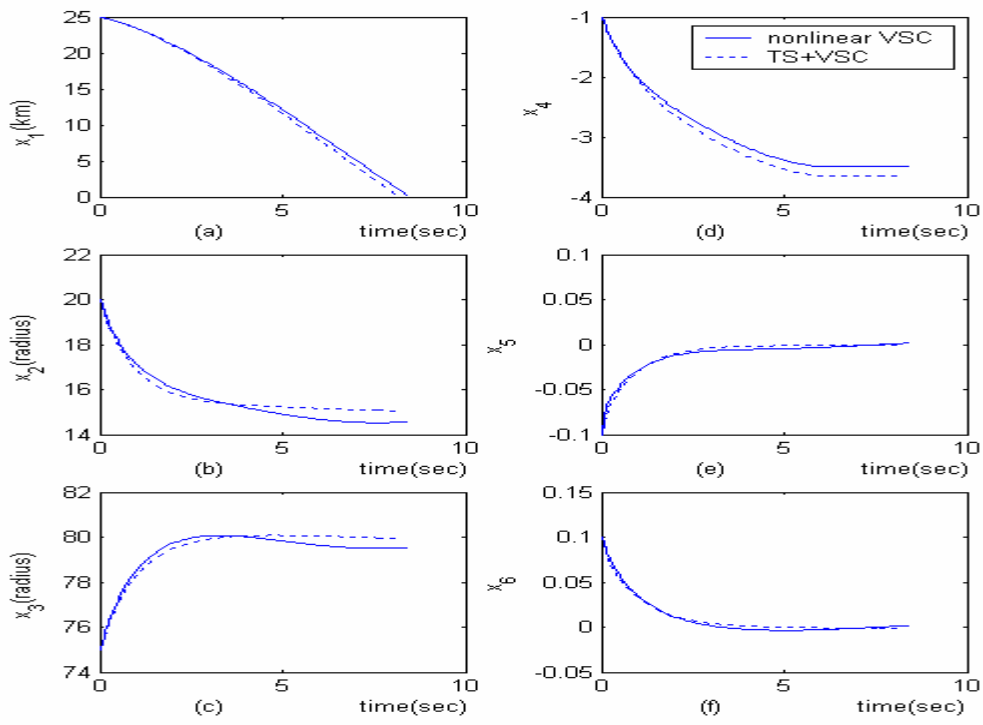 25
20
15
10
5
0
x1(km)
0 5 10
(a) time(sec)
-1
-2
-3
-4
x4
nonlinear VSC
TS+VSC
0 5 10
(d) time(sec)
22
20
18
16
14
x2(radius)
0 5 10
(b) time(sec)
0.1
0.05
0
-0.05
-0.1
x5
0 5 10
(e) time(sec)
82
80
78
76
74
x3(radius)
0 5 10
(c) time(sec)
0.15
0.1
0.05
0
-0.05
x6
0 5 10
(f) time(sec)